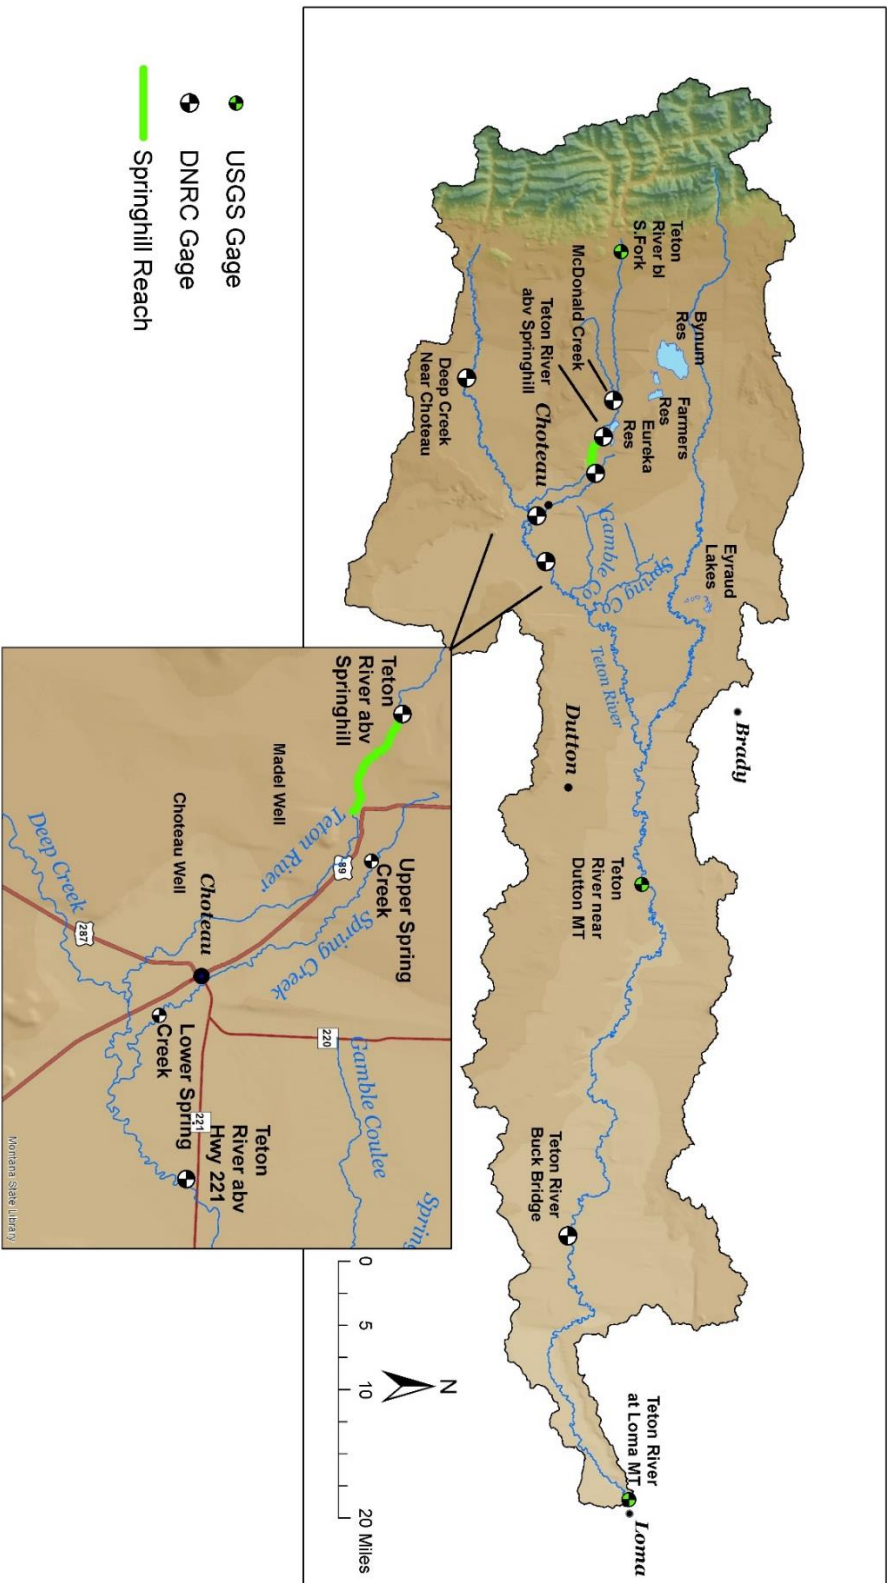 Teton
River bl
S.Fork
Bynum
Res
Farmers
Res
Eureka
Res
McDonald Creek
Teton River
abv Springhill
Choteau
Deep Creek
Near Choteau
Gamble Co
Spring Co
Eyraud
Lakes
Teton River
Brady
Dutton
Teton
River near
Dutton MT
Teton River
Buck Bridge
Teton River
at Loma MT
Loma
USGS Gage
DNRC Gage
Springhill Reach
Teton
River abv
Springhill
Madel Well
Choteau Well
Teton River
89
Upper Spring
Creek
Spring Creek
Deep Creek
Choteau
287
220
Gamble Coulee
Spring
Lower Spring
Creek
221
Teton
River abv
Hwy 221
Montana State Library
N
0 5 10 20 Miles